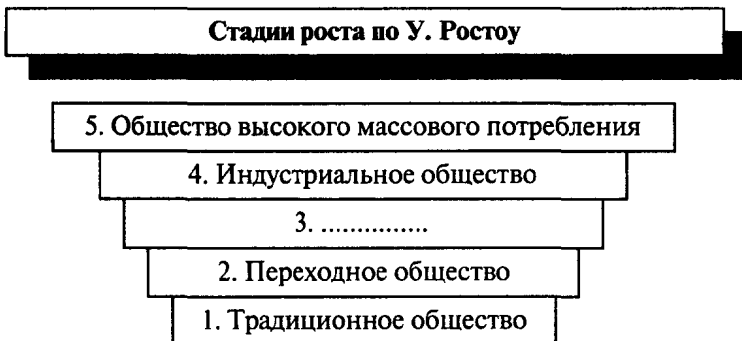 Стадии роста по У. Ростоу
5. Общество высокого массового потребления
4. Индустриальное общество
3. ...............
2. Переходное общество
1. Традиционное общество